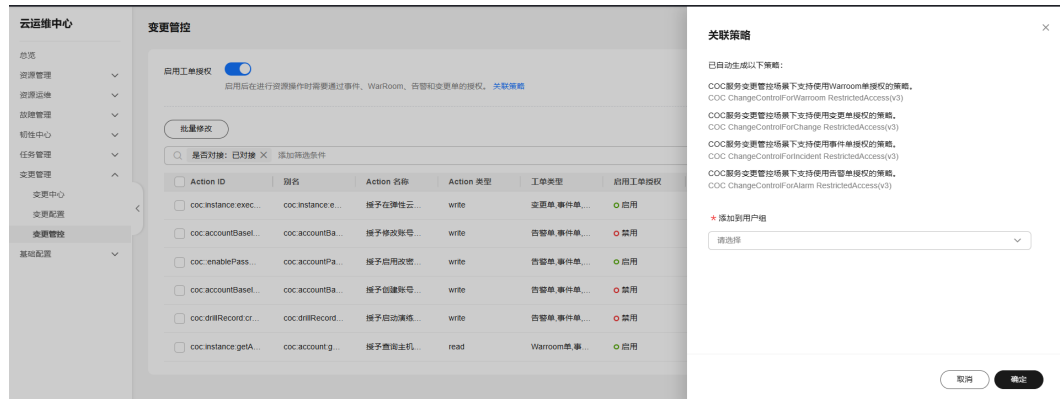 云运维中心
总览
资源管理
资源运维
故障管理
韧性中心
任务管理
变更管理
变更中心
变更配置
变更管控
基础配置
变更管控
启用工单授权
启用后在进行资源操作时需要通过事件、WarRoom、告警和变更单的授权。 关联策略
批量修改
是否对接: 已对接 × 添加筛选条件
Action ID 别名 Action 名称 Action 类型 工单类型 启用工单授权
coc:instance:exec... coc:instance:e... 授予在弹性云... write 变更单,事件单,... 启用
coc:accountBasel... coc:accountBa... 授予修改账号... write 告警单,事件单,... 禁用
coc::enablePass... coc:accountPa... 授予启用改密... write 告警单,事件单,... 启用
coc:accountBasel... coc:accountBa... 授予创建账号... write 告警单,事件单,... 禁用
coc:drillRecord:cr... coc:drillRecord... 授予启动演练... write 告警单,事件单,... 禁用
coc:instance:getA... coc:account:g... 授予查询主机... read Warroom单,事... 启用
关联策略
已自动生成以下策略:
COC服务变更管控场景下支持使用Warroom单授权的策略。
COC ChangeControlForWarroom RestrictedAccess(v3)
COC服务变更管控场景下支持使用变更单授权的策略。
COC ChangeControlForChange RestrictedAccess(v3)
COC服务变更管控场景下支持使用事件单授权的策略。
COC ChangeControlForIncident RestrictedAccess(v3)
COC服务变更管控场景下支持使用告警单授权的策略。
COC ChangeControlForAlarm RestrictedAccess(v3)
* 添加到用户组
请选择
取消 确定